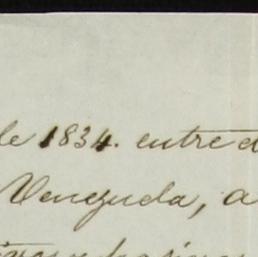 de 1834. entre d
Venezuela, a